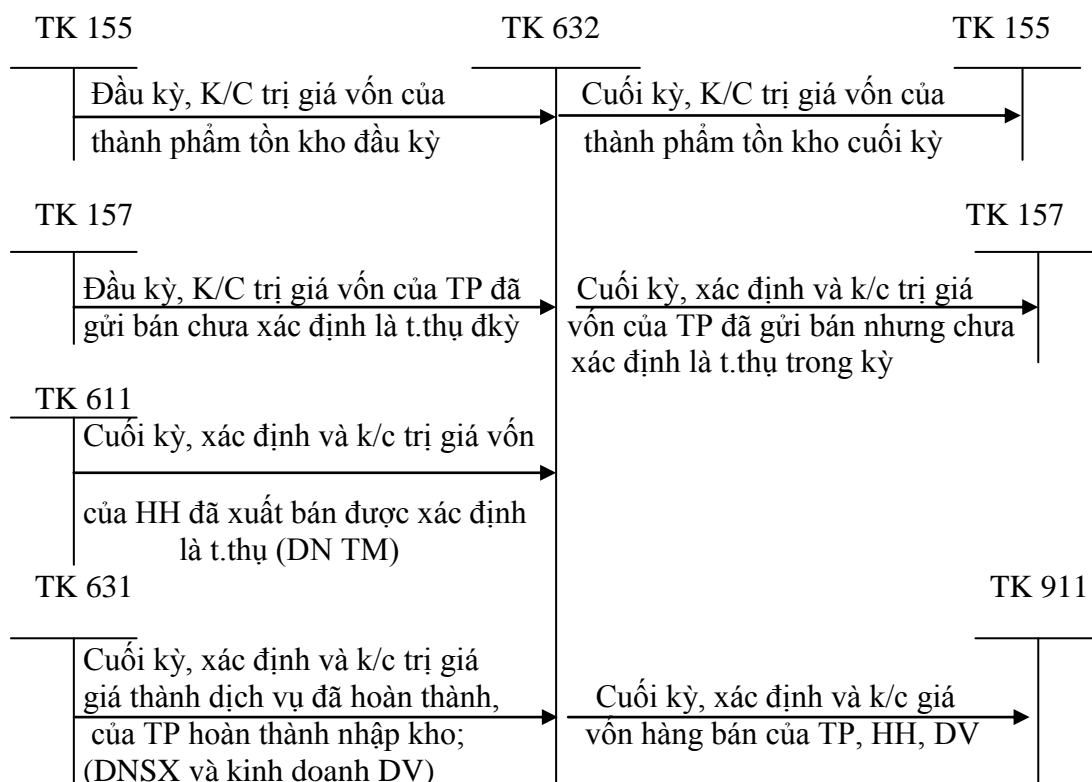 TK 155
TK 632
TK 155
Đầu kỳ, K/C trị giá vốn của
thành phẩm tồn kho đầu kỳ
Cuối kỳ, K/C trị giá vốn của
thành phẩm tồn kho cuối kỳ
TK 157
TK 157
Đầu kỳ, K/C trị giá vốn của TP đã
gửi bán chưa xác định là t.thụ đkỳ
Cuối kỳ, xác định và k/c trị giá
vốn của TP đã gửi bán nhưng chưa
xác định là t.thụ trong kỳ
TK 611
Cuối kỳ, xác định và k/c trị giá vốn
của HH đã xuất bán được xác định
là t.thụ (DN TM)
TK 631
TK 911
Cuối kỳ, xác định và k/c trị giá
giá thành dịch vụ đã hoàn thành,
của TP hoàn thành nhập kho;
(DNSX và kinh doanh DV)
Cuối kỳ, xác định và k/c giá
vốn hàng bán của TP, HH, DV